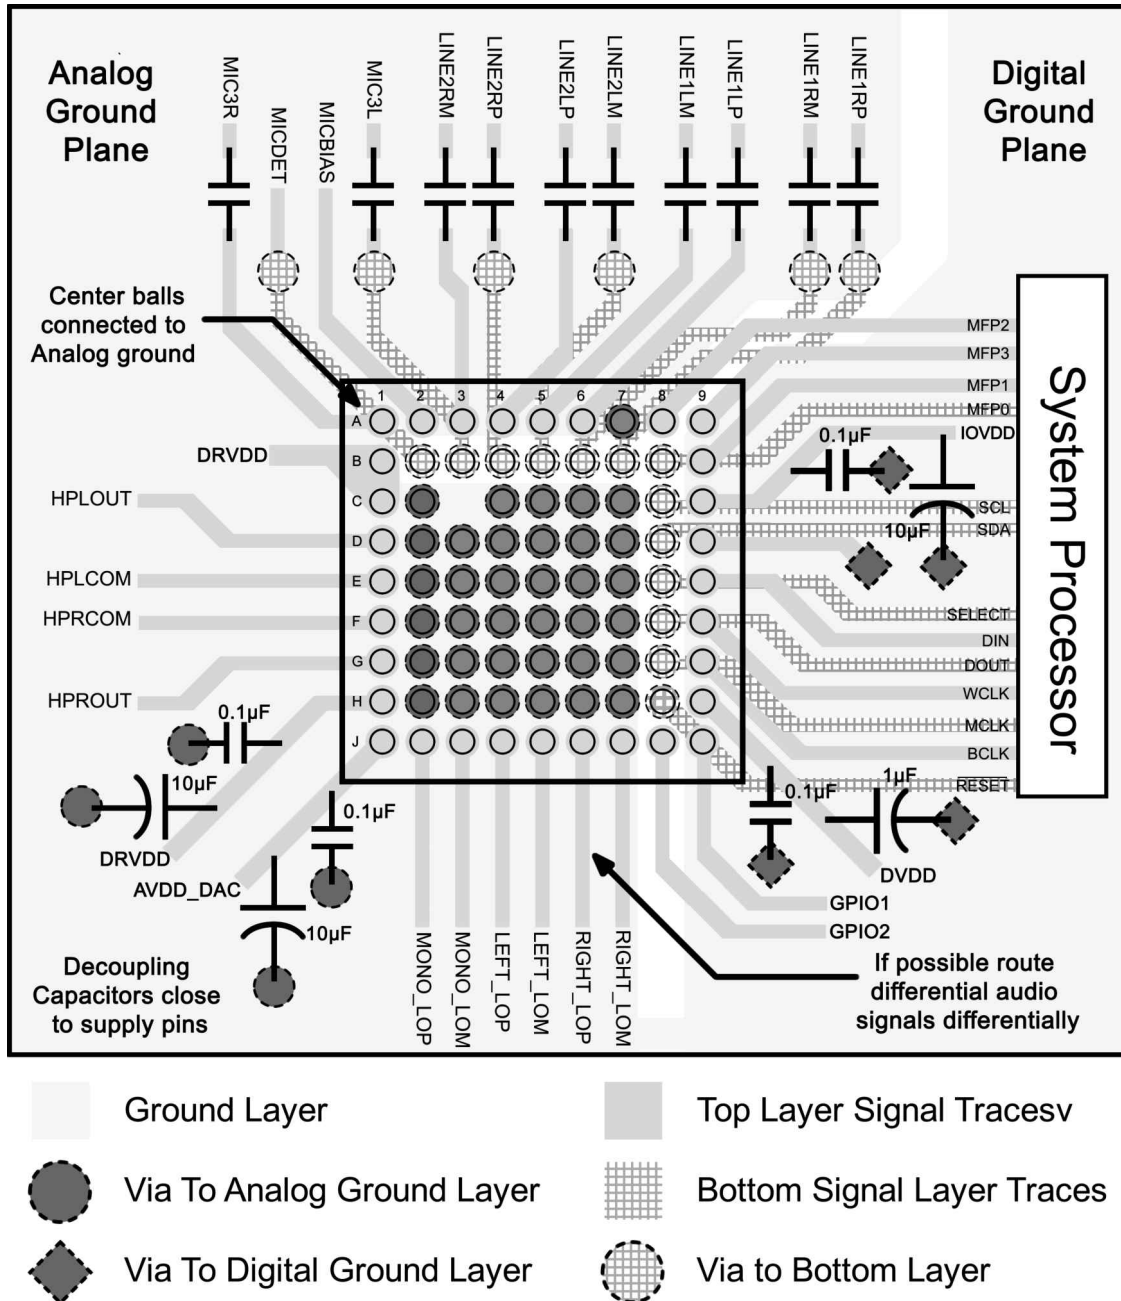 Analog
Ground
Plane
Digital
Ground
Plane
MIC3R
MICDET
MICBIAS
MIC3L
LINE2RM
LINE2RP
LINE2LP
LINE2LM
LINE1LM
LINE1LP
LINE1RM
LINE1RP
Center balls
connected to
Analog ground
1 2 3 4 5 6 7 8 9
A
B
C
D
E
F
G
H
J
DRVDD
HPLOUT
HPLCOM
HPRCOM
HPROUT
0.1µF
10µF
DRVDD
AVDD_DAC
0.1µF
10µF
Decoupling
Capacitors close
to supply pins
MONO_LOP
MONO_LOM
LEFT_LOP
LEFT_LOM
RIGHT_LOP
RIGHT_LOM
MFP2
MFP3
MFP1
MFP0
IOVDD
0.1µF
10µF
SCL
SDA
SELECT
DIN
DOUT
WCLK
MCLK
BCLK
RESET
System Processor
0.1µF
1µF
DVDD
GPIO1
GPIO2
If possible route
differential audio
signals differentially
Ground Layer
Top Layer Signal Tracesv
Via To Analog Ground Layer
Bottom Signal Layer Traces
Via To Digital Ground Layer
Via to Bottom Layer